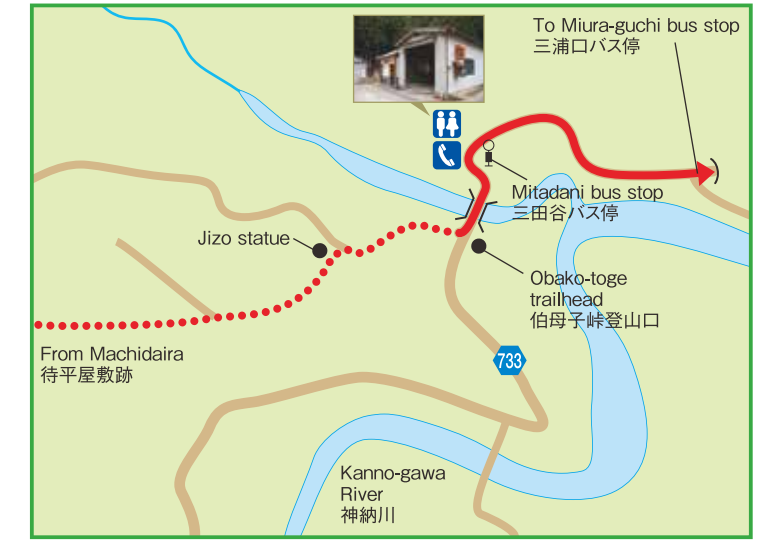 To Miura-guchi bus stop
三浦口バス停
Mitadani bus stop
三田谷バス停
Jizo statue
Obako-toge
trailhead
伯母子峠登山口
From Machidaira
待平屋敷跡
733
Kanno-gawa
River
神納川